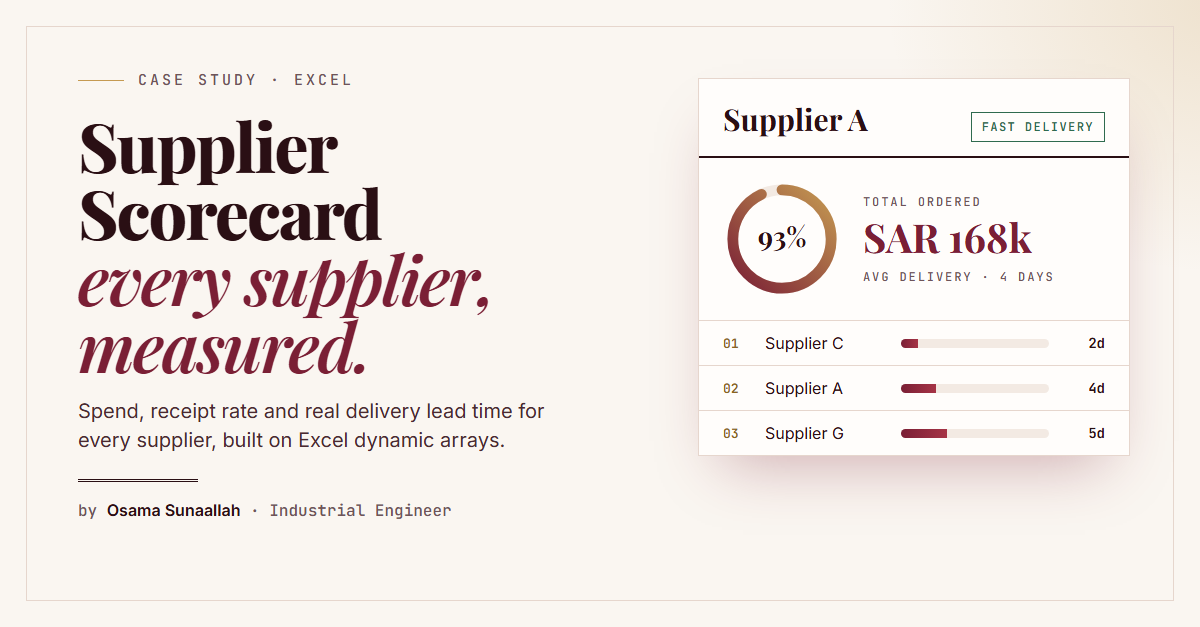 CASE STUDY · EXCEL
Supplier
Scorecard
every supplier,
measured.
Spend, receipt rate and real delivery lead time for
every supplier, built on Excel dynamic arrays.
by Osama Sunaallah · Industrial Engineer
Supplier A
FAST DELIVERY
93%
TOTAL ORDERED
SAR 168k
AVG DELIVERY · 4 DAYS
01 Supplier C 2d
02 Supplier A 4d
03 Supplier G 5d